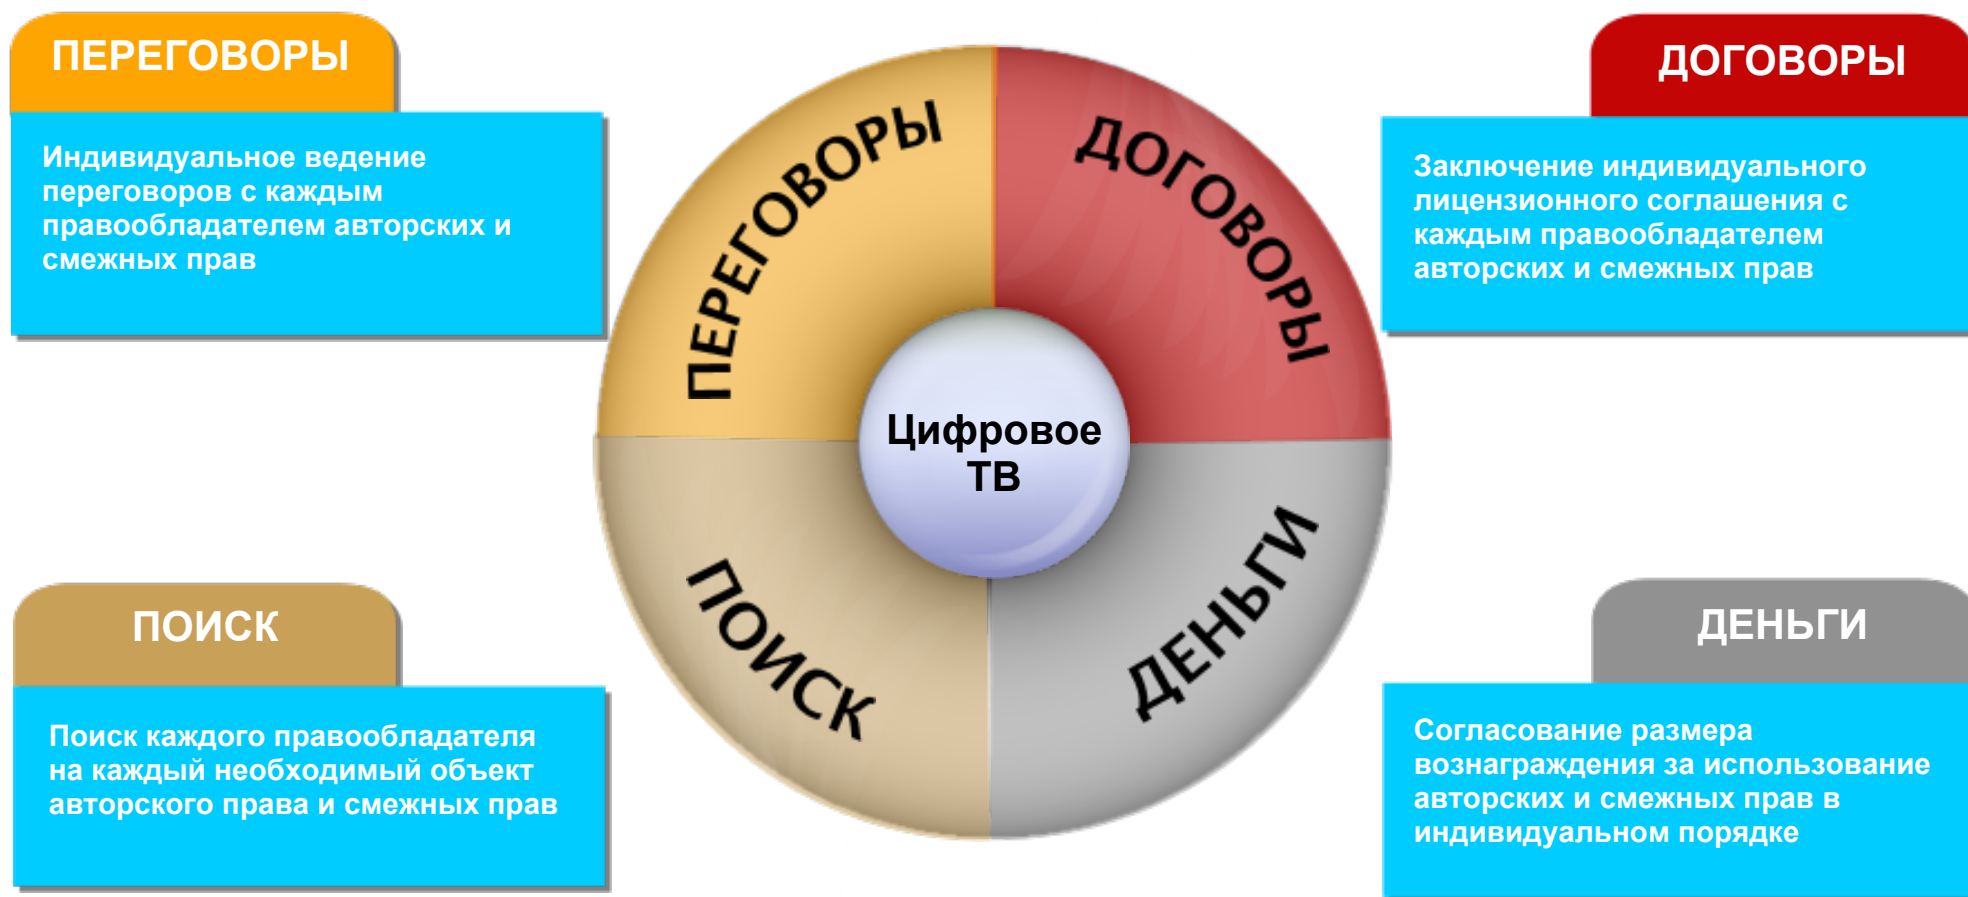 ПЕРЕГОВОРЫ
Индивидуальное ведение
переговоров с каждым
правообладателем авторских и
смежных прав
ДОГОВОРЫ
Заключение индивидуального
лицензионного соглашения с
каждым правообладателем
авторских и смежных прав
ПЕРЕГОВОРЫ
ДОГОВОРЫ
Цифровое
ТВ
ПОИСК
ДЕНЬГИ
ПОИСК
Поиск каждого правообладателя
на каждый необходимый объект
авторского права и смежных прав
ДЕНЬГИ
Согласование размера
вознаграждения за использование
авторских и смежных прав в
индивидуальном порядке